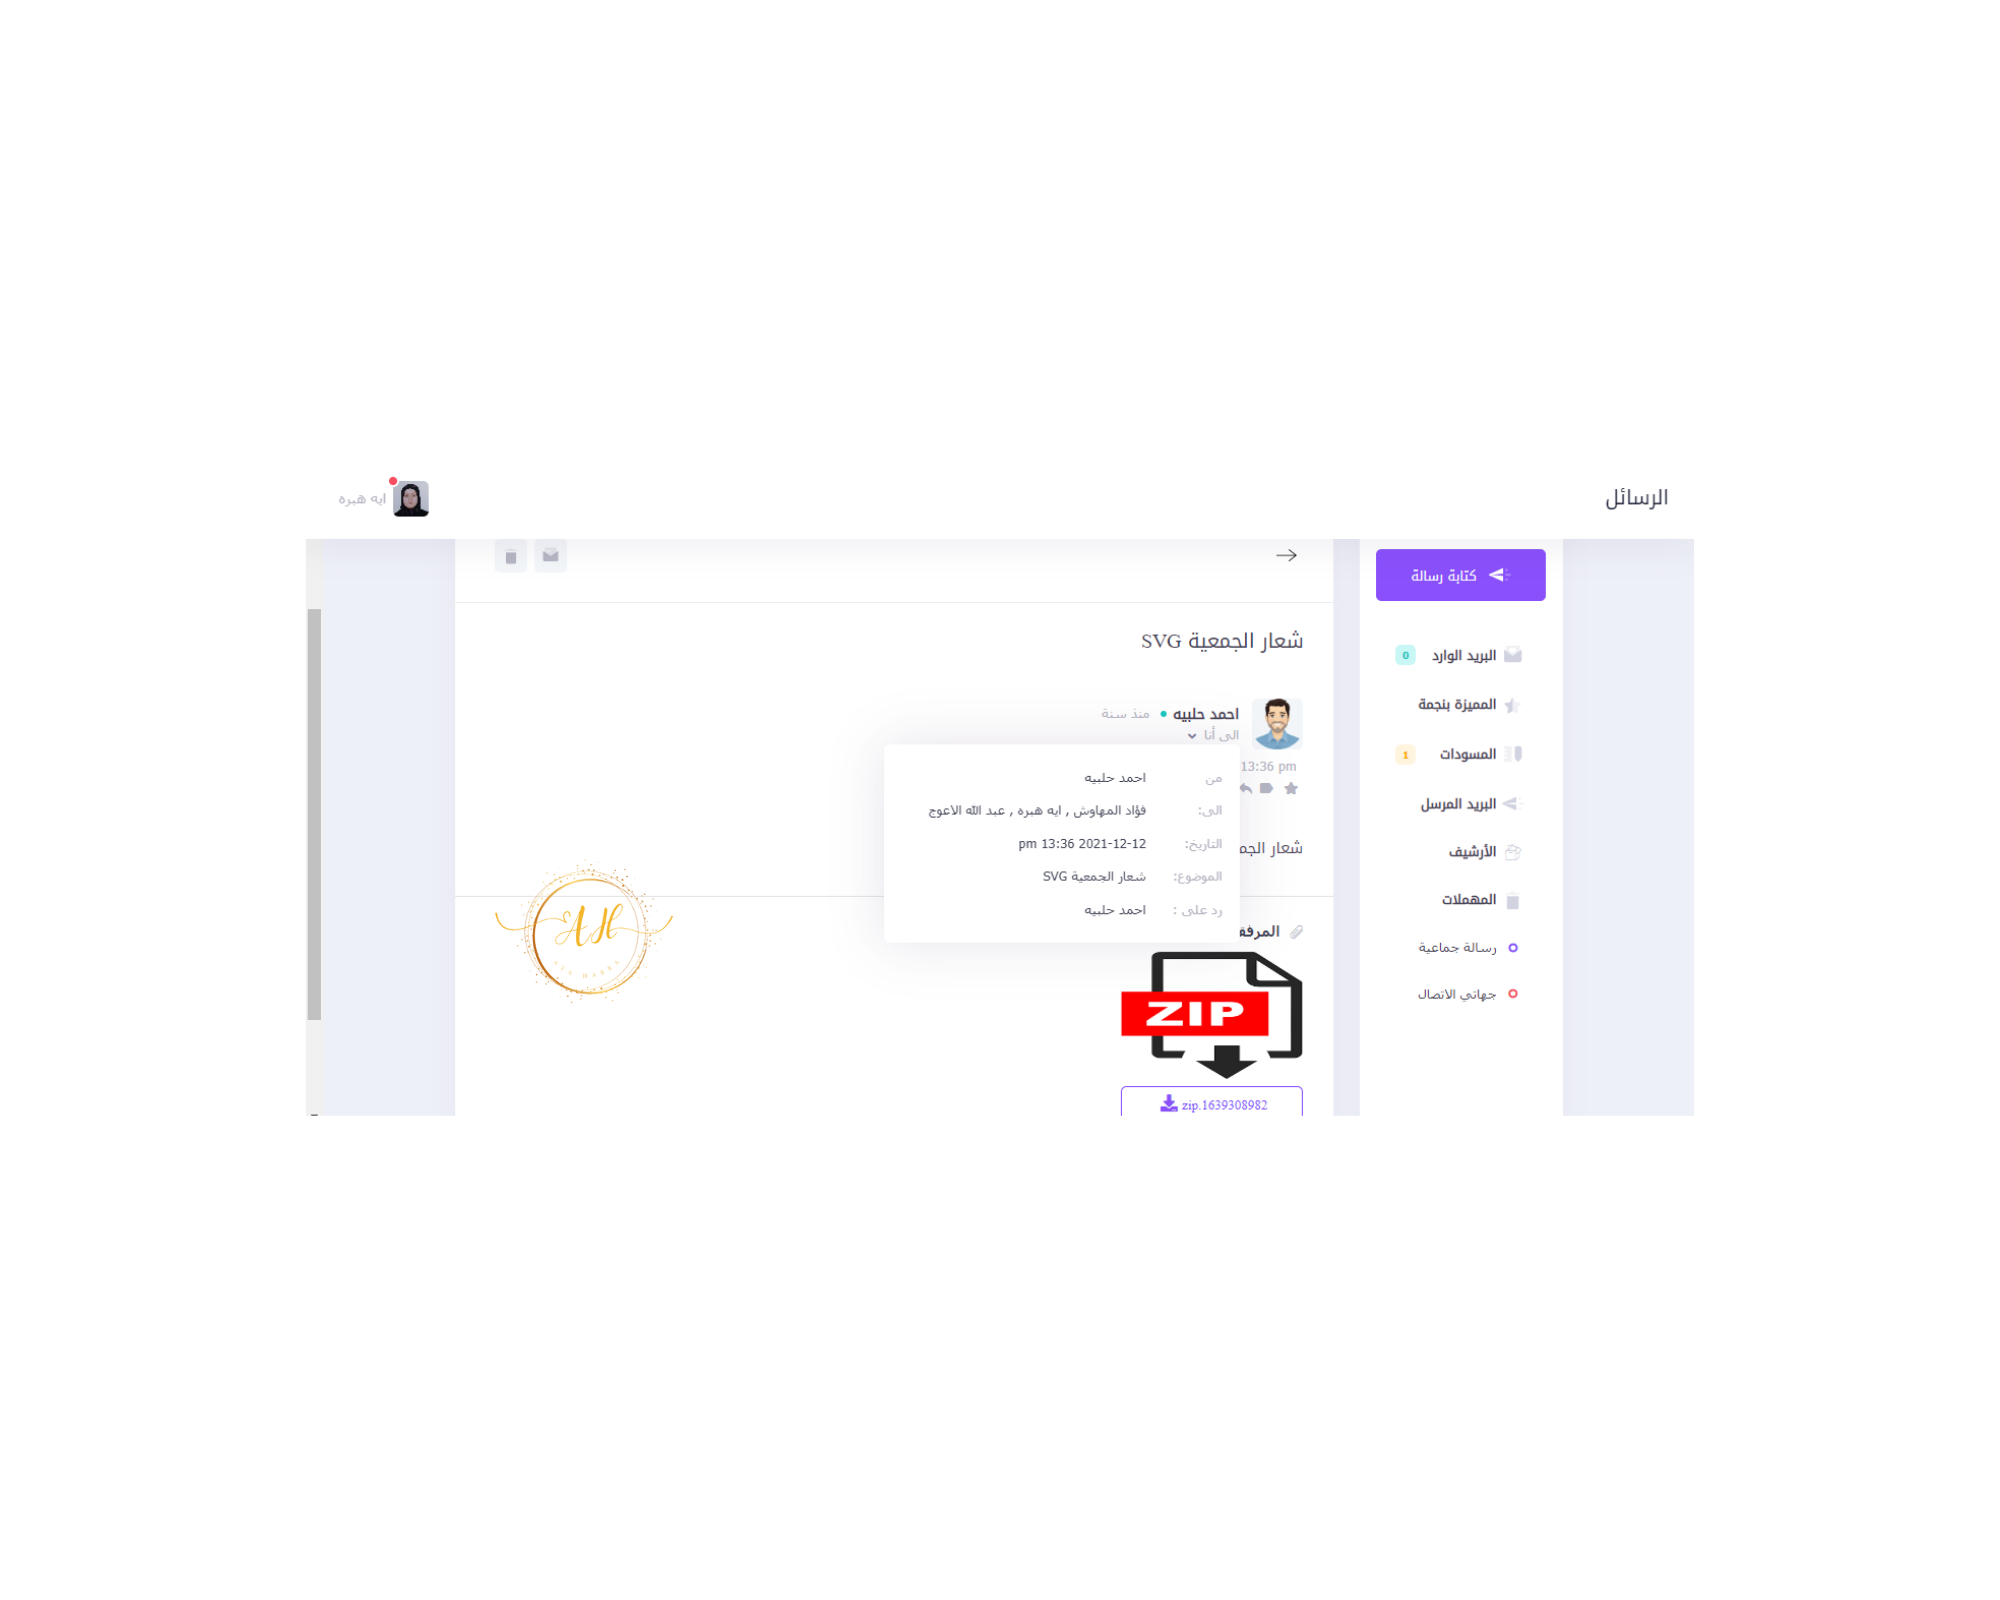 الرسائل
ايه هبره
كتابة رسالة
البريد الوارد 0
المميزة بنجمة
المسودات 1
البريد المرسل
الأرشيف
المهملات
رسالة جماعية
جهاتي الاتصال
شعار الجمعية SVG
احمد حلبيه منذ سنة
الى أنا
13:36 pm
من احمد حلبيه
الى: فؤاد المهاوش , ايه هبره , عبد الله الاعوج
التاريخ: 2021-12-12 13:36 pm
الموضوع: شعار الجمعية SVG
رد على : احمد حلبيه
شعار الجم
المرفق
ZIP
zip.1639308982
AH